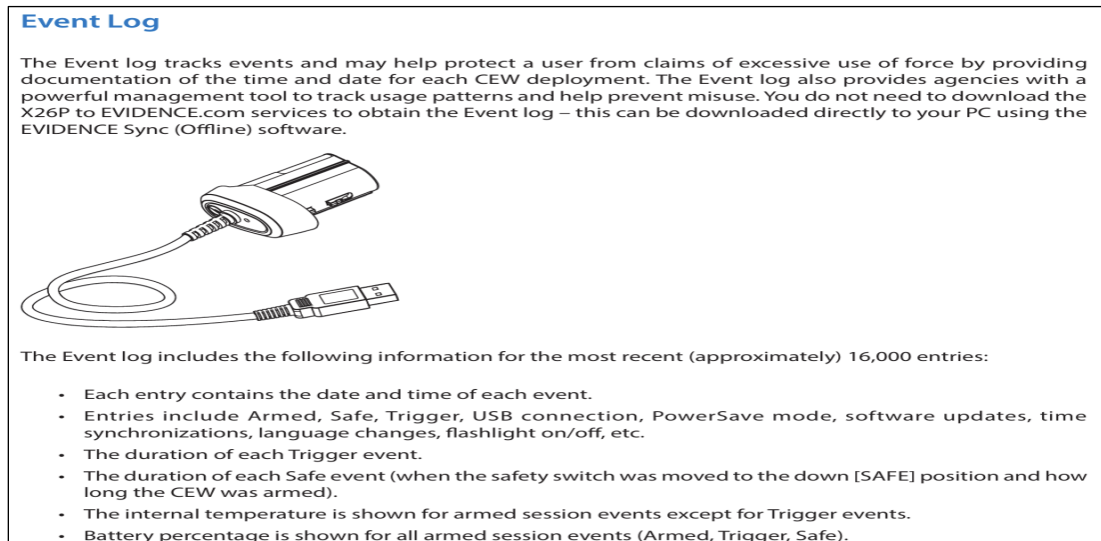 Event Log
The Event log tracks events and may help protect a user from claims of excessive use of force by providing
documentation of the time and date for each CEW deployment. The Event log also provides agencies with a
powerful management tool to track usage patterns and help prevent misuse. You do not need to download the
X26P to EVIDENCE.com services to obtain the Event log – this can be downloaded directly to your PC using the
EVIDENCE Sync (Offline) software.
The Event log includes the following information for the most recent (approximately) 16,000 entries:
• Each entry contains the date and time of each event.
• Entries include Armed, Safe, Trigger, USB connection, PowerSave mode, software updates, time
synchronizations, language changes, flashlight on/off, etc.
• The duration of each Trigger event.
• The duration of each Safe event (when the safety switch was moved to the down [SAFE] position and how
long the CEW was armed).
• The internal temperature is shown for armed session events except for Trigger events.
• Battery percentage is shown for all armed session events (Armed, Trigger, Safe).